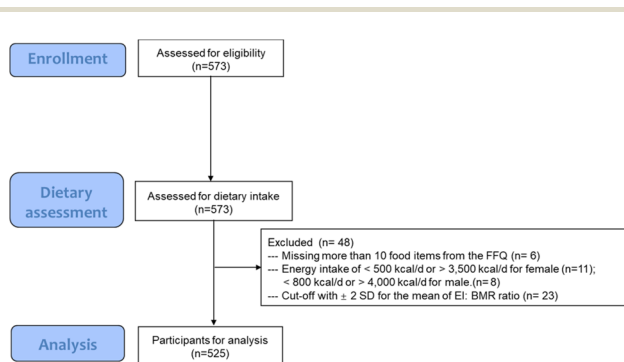 Enrollment
Assessed for eligibility
(n=573)
Dietary
assessment
Assessed for dietary intake
(n=573)
Excluded (n= 48)
--- Missing more than 10 food items from the FFQ (n= 6)
--- Energy intake of < 500 kcal/d or > 3,500 kcal/d for female (n=11);
< 800 kcal/d or > 4,000 kcal/d for male.(n= 8)
--- Cut-off with ± 2 SD for the mean of EI: BMR ratio (n= 23)
Analysis
Participants for analysis
(n=525)